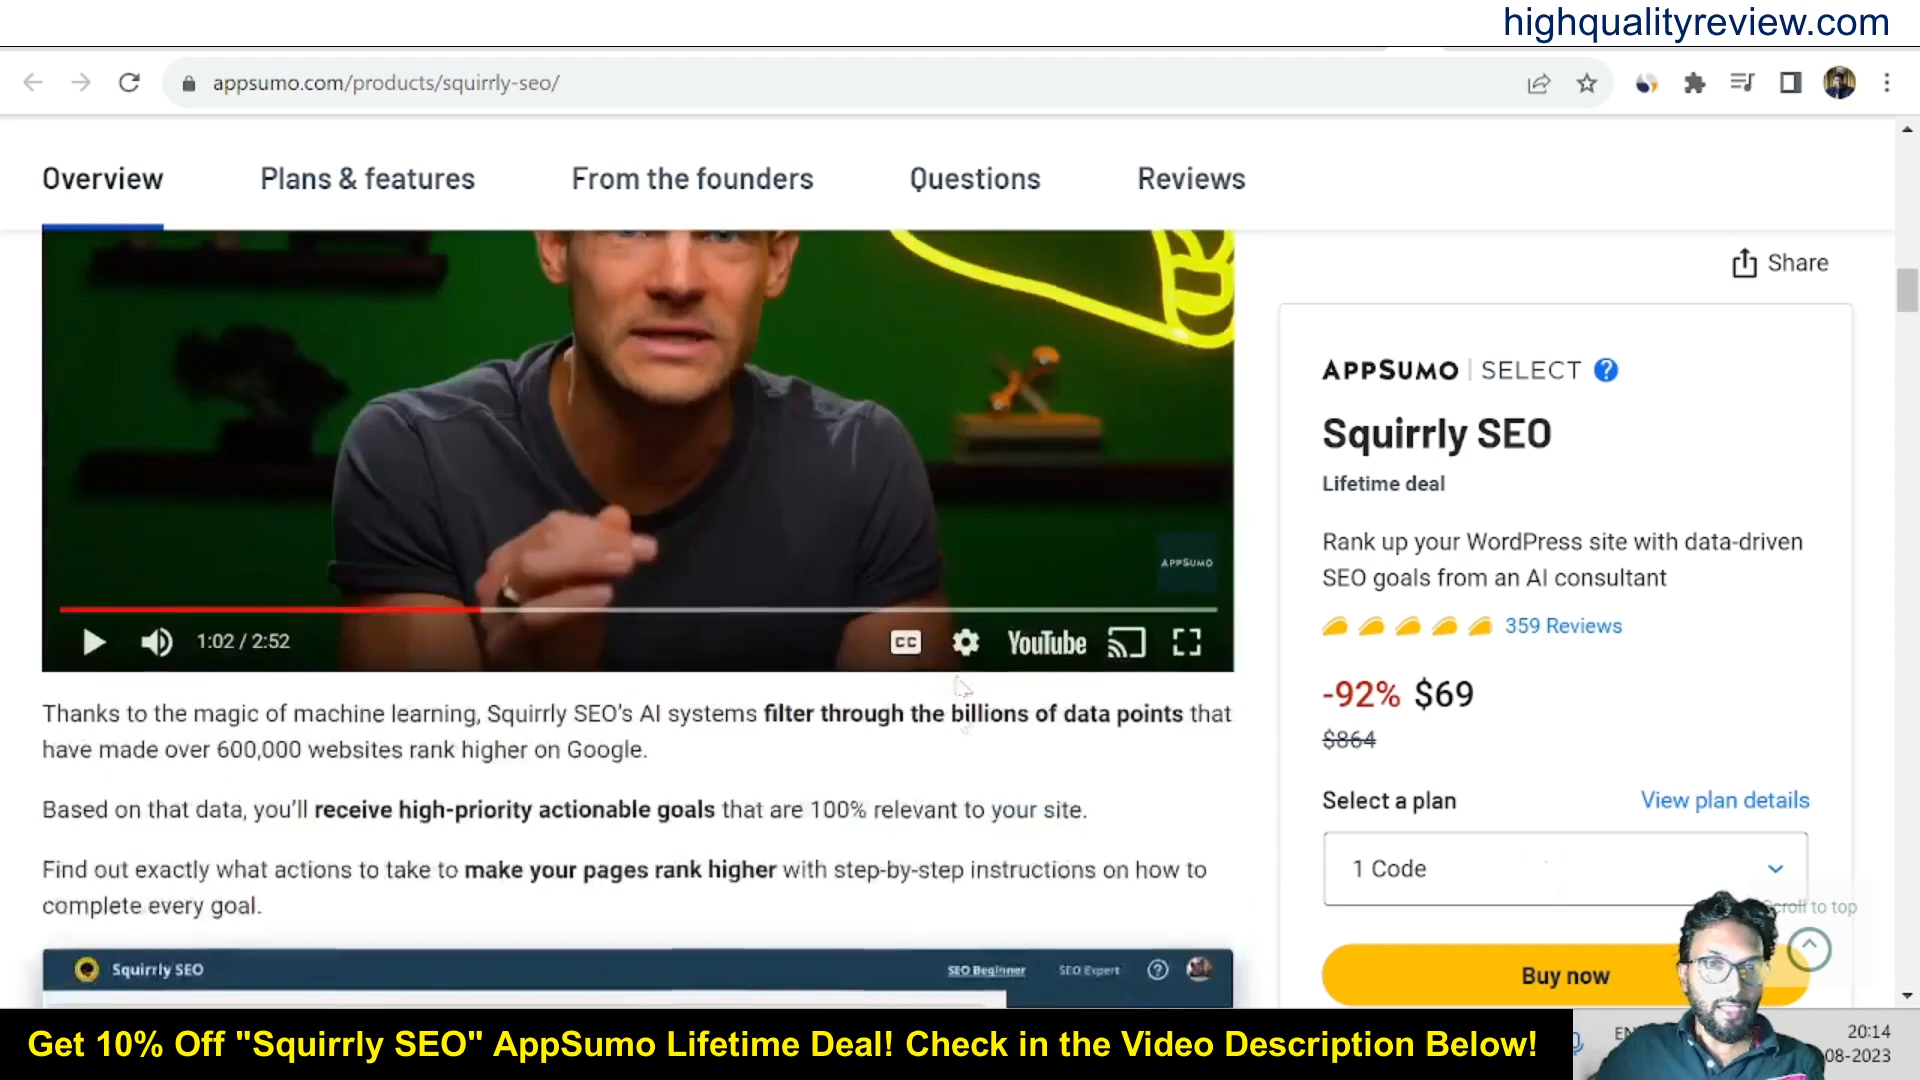 highqualityreview.com
appsumo.com/products/squirrly-seo/
Overview
Plans & features
From the founders
Questions
Reviews
Share
APPSUMO | SELECT ?
Squirrly SEO
Lifetime deal
Rank up your WordPress site with data-driven
SEO goals from an AI consultant
359 Reviews
-92% $69
$864
Select a plan
View plan details
1 Code
Scroll to top
Buy now
APPSUMO
1:02 / 2:52
CC
YouTube
Thanks to the magic of machine learning, Squirrly SEO’s AI systems filter through the billions of data points that
have made over 600,000 websites rank higher on Google.
Based on that data, you’ll receive high-priority actionable goals that are 100% relevant to your site.
Find out exactly what actions to take to make your pages rank higher with step-by-step instructions on how to
complete every goal.
Squirrly SEO
SEO Beginner
SEO Expert
?
Get 10% Off "Squirrly SEO" AppSumo Lifetime Deal! Check in the Video Description Below!
20:14
08-2023